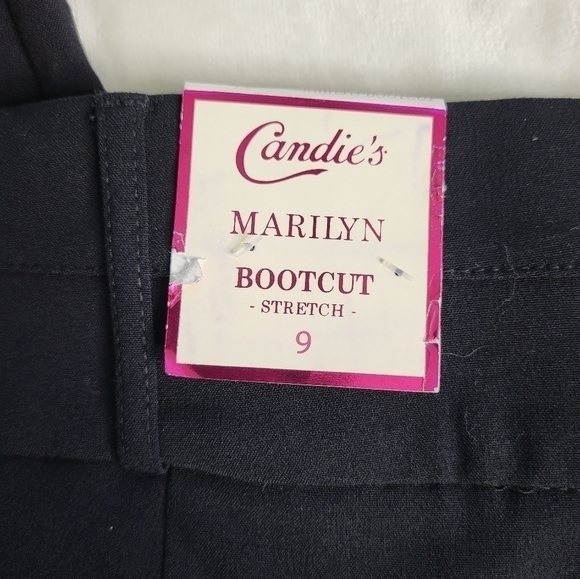 Candie's
MARILYN
BOOTCUT
- STRETCH -
9